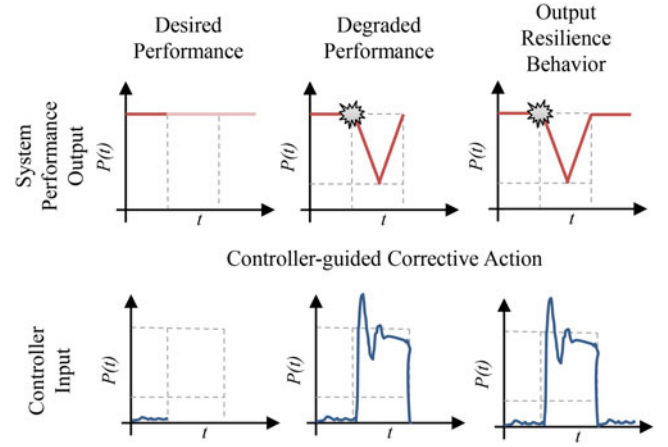 Desired
Performance
Degraded
Performance
Output
Resilience
Behavior
System
Performance
Output
P(t)
t
P(t)
t
P(t)
t
Controller-guided Corrective Action
Controller
Input
P(t)
t
P(t)
t
P(t)
t